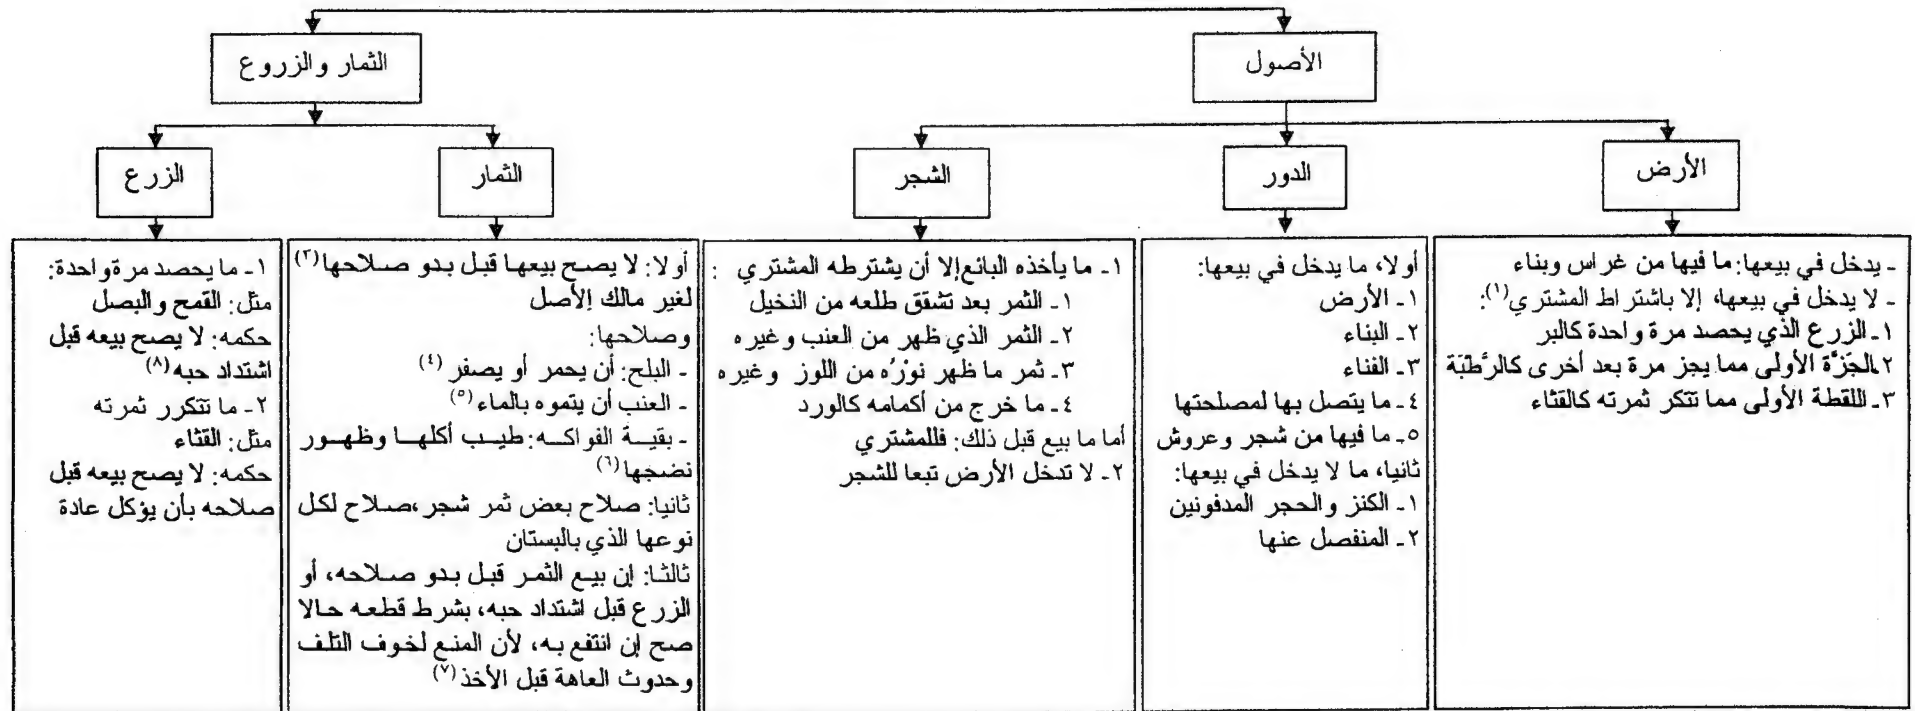 الأصول
الثمار والزروع
الأرض
الدور
الشجر
الثمار
الزرع
- يدخل في بيعها: ما فيها من غراس وبناء
- لا يدخل في بيعها، إلا باشتراط المشتري(١):
١- الزرع الذي يحصد مرة واحدة كالبر
٢- الجَزَّة الأولى مما يجز مرة بعد أخرى كالرَّطْبَة
٣- اللقطة الأولى مما تتكر ثمرته كالقثاء
أولا، ما يدخل في بيعها:
١- الأرض
٢- البناء
٣- الفناء
٤- ما يتصل بها لمصلحتها
٥- ما فيها من شجر وعروش
ثانيا، ما لا يدخل في بيعها:
١- الكنز والحجر المدفونين
٢- المنفصل عنها
١- ما يأخذه البائع إلا أن يشترطه المشتري :
١- الثمر بعد تشقق طلعه من النخيل
٢- الثمر الذي ظهر من العنب وغيره
٣- ثمر ما ظهر نوْرُه من اللوز وغيره
٤- ما خرج من أكمامه كالورد
أما ما بيع قبل ذلك: فللمشتري
٢- لا تدخل الأرض تبعا للشجر
أولا: لا يصح بيعها قبل بدو صلاحها(٣)
لغير مالك الأصل
وصلاحها:
- البلح: أن يحمر أو يصفر (٤)
- العنب أن يتموه بالماء(٥)
- بقية الفواكه: طيب أكلها وظهور
نضجها(٦)
ثانيا: صلاح بعض ثمر شجر، صلاح لكل
نوعها الذي بالبستان
ثالثا: إن بيع الثمر قبل بدو صلاحه، أو
الزرع قبل اشتداد حبه، بشرط قطعه حالا
صح إن انتفع به، لأن المنع لخوف التلف
وحدوث العاهة قبل الأخذ(٧)
١- ما يحصد مرة واحدة:
مثل: القمح والبصل
حكمه: لا يصح بيعه قبل
اشتداد حبه(٨)
٢- ما تتكرر ثمرته
مثل: القثاء
حكمه: لا يصح بيعه قبل
صلاحه بأن يؤكل عادة